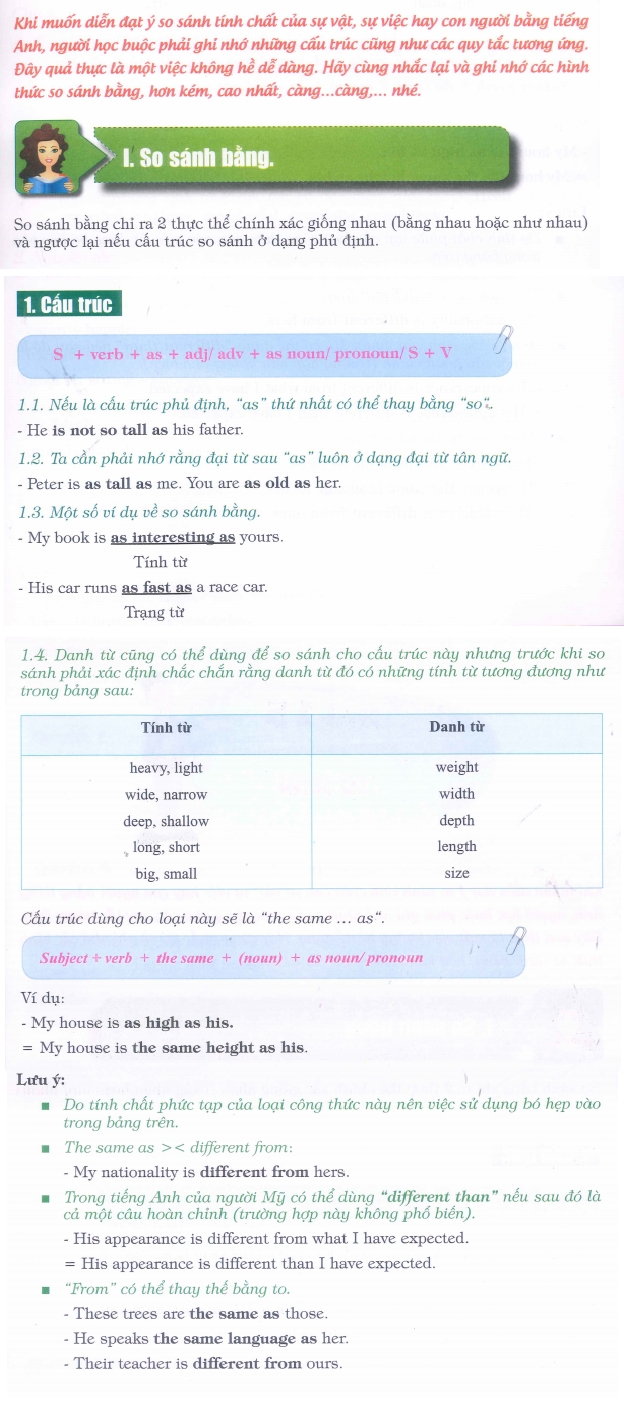 Khi muốn diễn đạt ý so sánh tính chất của sự vật, sự việc hay con người bằng tiếng
Anh, người học buộc phải ghi nhớ những cấu trúc cũng như các quy tắc tương ứng.
Đây quả thực là một việc không hề dễ dàng. Hãy cùng nhắc lại và ghi nhớ các hình
thức so sánh bằng, hơn kém, cao nhất, càng...càng,... nhé.
I. So sánh bằng.
So sánh bằng chỉ ra 2 thực thể chính xác giống nhau (bằng nhau hoặc như nhau)
và ngược lại nếu cấu trúc so sánh ở dạng phủ định.
1. Cấu trúc
S + verb + as + adj/ adv + as noun/ pronoun/ S + V
1.1. Nếu là cấu trúc phủ định, “as” thứ nhất có thể thay bằng “so“.
- He is not so tall as his father.
1.2. Ta cần phải nhớ rằng đại từ sau “as” luôn ở dạng đại từ tân ngữ.
- Peter is as tall as me. You are as old as her.
1.3. Một số ví dụ về so sánh bằng.
- My book is as interesting as yours.
Tính từ
- His car runs as fast as a race car.
Trạng từ
1.4. Danh từ cũng có thể dùng để so sánh cho cấu trúc này nhưng trước khi so
sánh phải xác định chắc chắn rằng danh từ đó có những tính từ tương đương như
trong bảng sau:
Tính từ Danh từ
heavy, light weight
wide, narrow width
deep, shallow depth
long, short length
big, small size
Cấu trúc dùng cho loại này sẽ là “the same ... as“.
Subject + verb + the same + (noun) + as noun/ pronoun
Ví dụ:
- My house is as high as his.
= My house is the same height as his.
Lưu ý:
■ Do tính chất phức tạp của loại công thức này nên việc sử dụng bó hẹp vào
trong bảng trên.
■ The same as >< different from:
- My nationality is different from hers.
■ Trong tiếng Anh của người Mỹ có thể dùng “different than” nếu sau đó là
cả một câu hoàn chỉnh (trường hợp này không phổ biến).
- His appearance is different from what I have expected.
= His appearance is different than I have expected.
■ “From” có thể thay thế bằng to.
- These trees are the same as those.
- He speaks the same language as her.
- Their teacher is different from ours.